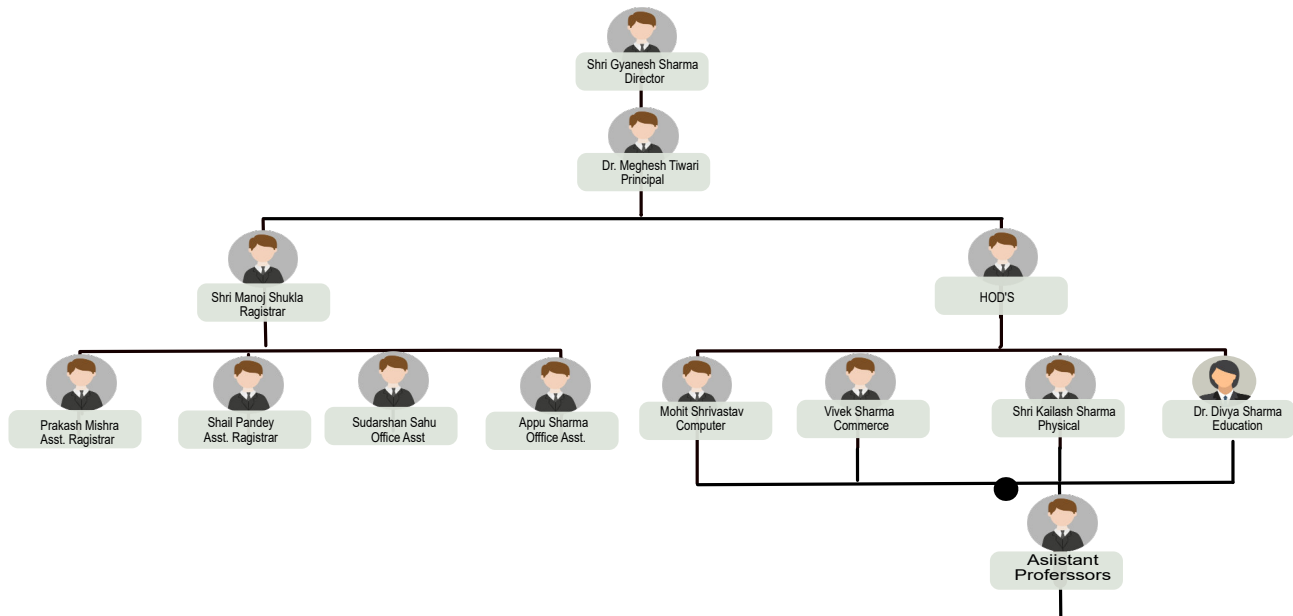 Shri Gyanesh Sharma
Director
Dr. Meghesh Tiwari
Principal
Shri Manoj Shukla
Ragistrar
HOD'S
Prakash Mishra
Asst. Ragistrar
Shail Pandey
Asst. Ragistrar
Sudarshan Sahu
Office Asst
Appu Sharma
Offfice Asst.
Mohit Shrivastav
Computer
Vivek Sharma
Commerce
Shri Kailash Sharma
Physical
Dr. Divya Sharma
Education
Asiistant
Proferssors